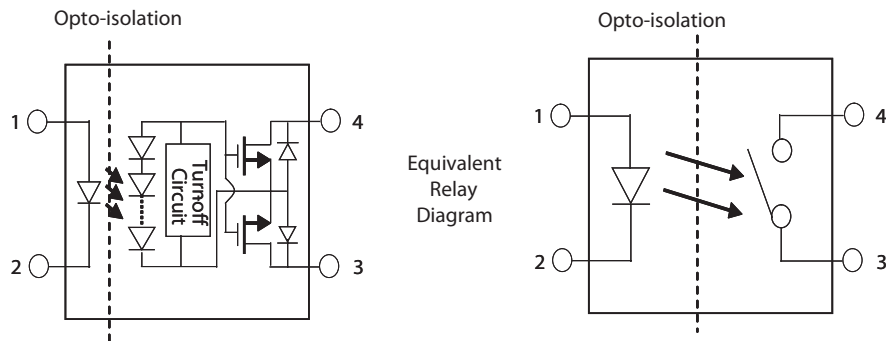 Opto-isolation
1
2
Turnoff
Circuit
4
3
Equivalent
Relay
Diagram
Opto-isolation
1
2
4
3